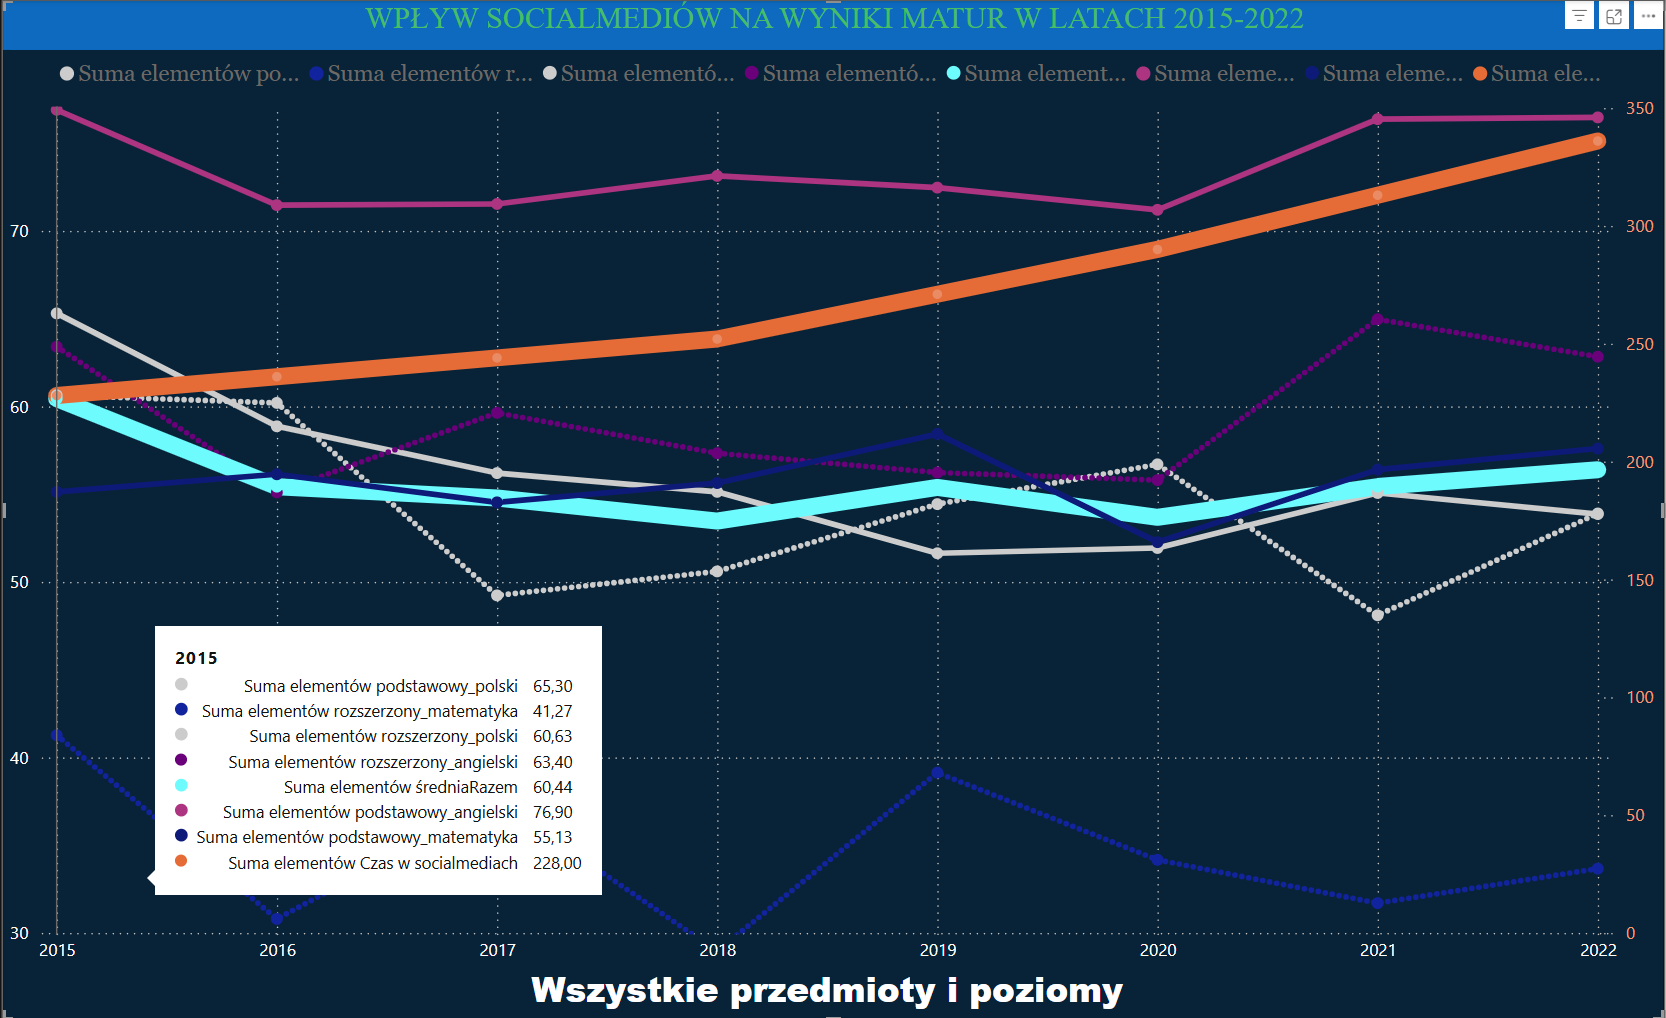 WPŁYW SOCIALMEDIÓW NA WYNIKI MATUR W LATACH 2015-2022
Suma elementów po... Suma elementów r... Suma elementó... Suma elementó... Suma element... Suma eleme... Suma eleme... Suma ele...
350
70
300
250
60
200
50
150
100
40
50
30
0
2015
Suma elementów podstawowy_polski 65,30
Suma elementów rozszerzony_matematyka 41,27
Suma elementów rozszerzony_polski 60,63
Suma elementów rozszerzony_angielski 63,40
Suma elementów średniaRazem 60,44
Suma elementów podstawowy_angielski 76,90
Suma elementów podstawowy_matematyka 55,13
Suma elementów Czas w socialmediach 228,00
2015 2016 2017 2018 2019 2020 2021 2022
Wszystkie przedmioty i poziomy